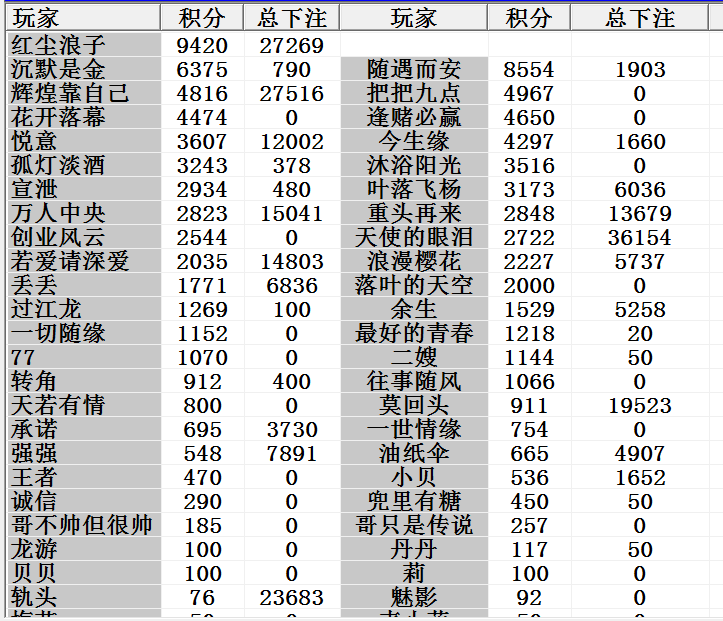 玩家 积分 总下注 玩家 积分 总下注
红尘浪子 9420 27269
沉默是金 6375 790 随遇而安 8554 1903
辉煌靠自己 4816 27516 把把九点 4967 0
花开落幕 4474 0 逢赌必赢 4650 0
悦意 3607 12002 今生缘 4297 1660
孤灯淡酒 3243 378 沐浴阳光 3516 0
宣泄 2934 480 叶落飞杨 3173 6036
万人中央 2823 15041 重头再来 2848 13679
创业风云 2544 0 天使的眼泪 2722 36154
若爱请深爱 2035 14803 浪漫樱花 2227 5737
丢丢 1771 6836 落叶的天空 2000 0
过江龙 1269 100 余生 1529 5258
一切随缘 1152 0 最好的青春 1218 20
77 1070 0 二嫂 1144 50
转角 912 400 往事随风 1066 0
天若有情 800 0 莫回头 911 19523
承诺 695 3730 一世情缘 754 0
强强 548 7891 油纸伞 665 4907
王者 470 0 小贝 536 1652
诚信 290 0 兜里有糖 450 50
哥不帅但很帅 185 0 哥只是传说 257 0
龙游 100 0 丹丹 117 50
贝贝 100 0 莉 100 0
轨头 76 23683 魅影 92 0